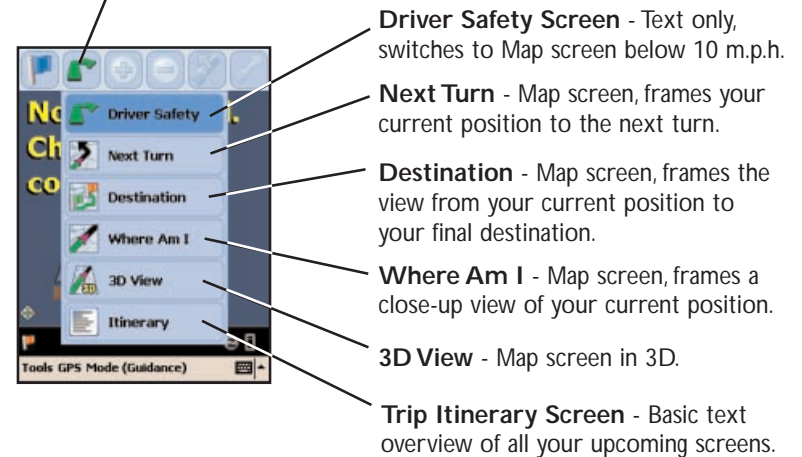 Driver Safety Screen - Text only,
switches to Map screen below 10 m.p.h.
Next Turn - Map screen, frames your
current position to the next turn.
Destination - Map screen, frames the
view from your current position to
your final destination.
Where Am I - Map screen, frames a
close-up view of your current position.
3D View - Map screen in 3D.
Trip Itinerary Screen - Basic text
overview of all your upcoming screens.
Driver Safety
Next Turn
Destination
Where Am I
3D View
Itinerary
Tools GPS Mode (Guidance)